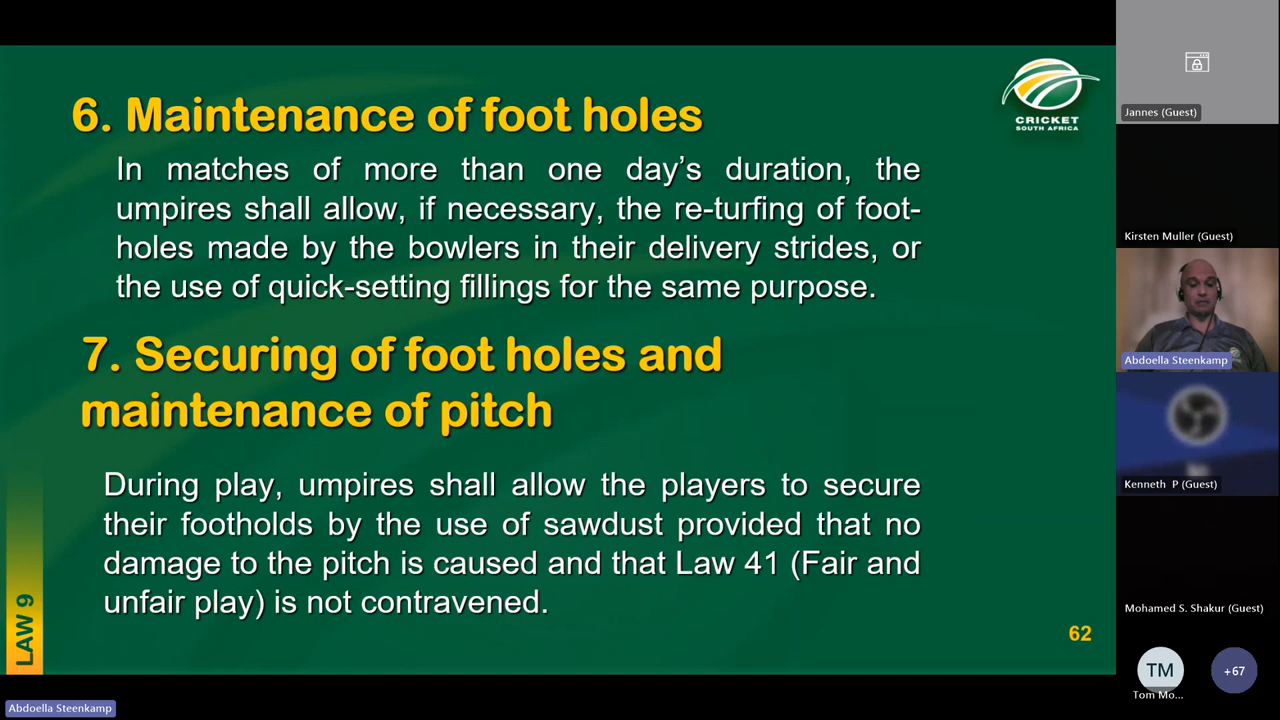 6. Maintenance of foot holes
In matches of more than one day's duration, the
umpires shall allow, if necessary, the re-turfing of foot-
holes made by the bowlers in their delivery strides, or
the use of quick-setting fillings for the same purpose.
7. Securing of foot holes and
maintenance of pitch
During play, umpires shall allow the players to secure
their footholds by the use of sawdust provided that no
damage to the pitch is caused and that Law 41 (Fair and
unfair play) is not contravened.
LAW 9
62
CRICKET
SOUTH AFRICA
Abdoella Steenkamp
Jannes (Guest)
Kirsten Muller (Guest)
Abdoella Steenkamp
Kenneth P (Guest)
Mohamed S. Shakur (Guest)
TM
Tom Mo...
+67